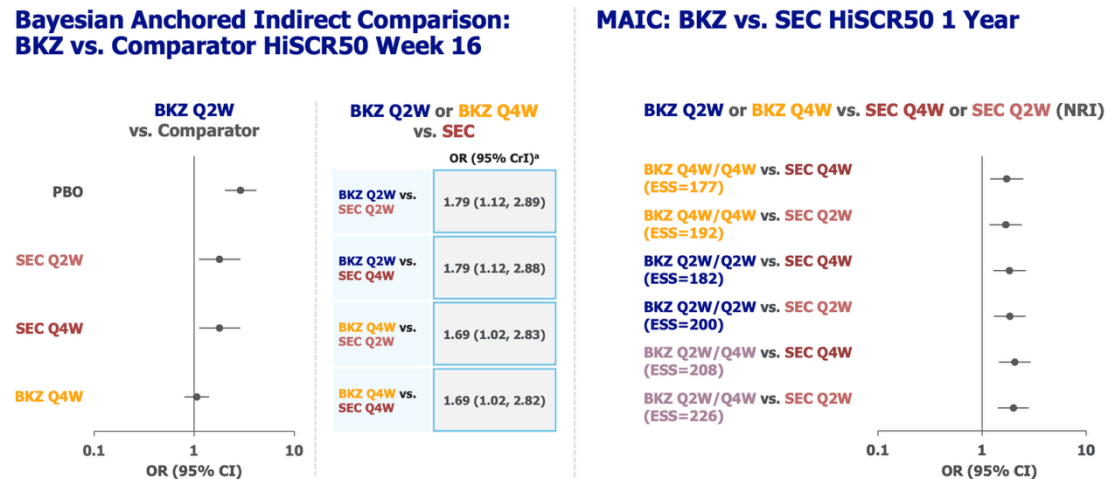 Bayesian Anchored Indirect Comparison:
BKZ vs. Comparator HiSCR50 Week 16
BKZ Q2W
vs. Comparator
PBO
SEC Q2W
SEC Q4W
BKZ Q4W
0.1 1 10
OR (95% CI)
BKZ Q2W or BKZ Q4W
vs. SEC
OR (95% CrI)ᵃ
BKZ Q2W vs.
SEC Q2W
1.79 (1.12, 2.89)
BKZ Q2W vs.
SEC Q4W
1.79 (1.12, 2.88)
BKZ Q4W vs.
SEC Q2W
1.69 (1.02, 2.83)
BKZ Q4W vs.
SEC Q4W
1.69 (1.02, 2.82)
MAIC: BKZ vs. SEC HiSCR50 1 Year
BKZ Q2W or BKZ Q4W vs. SEC Q4W or SEC Q2W (NRI)
BKZ Q4W/Q4W vs. SEC Q4W
(ESS=177)
BKZ Q4W/Q4W vs. SEC Q2W
(ESS=192)
BKZ Q2W/Q2W vs. SEC Q4W
(ESS=182)
BKZ Q2W/Q2W vs. SEC Q2W
(ESS=200)
BKZ Q2W/Q4W vs. SEC Q4W
(ESS=208)
BKZ Q2W/Q4W vs. SEC Q2W
(ESS=226)
0.1 1 10
OR (95% CI)